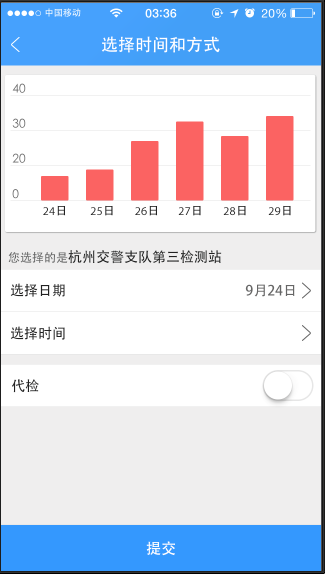 中国移动 03:36 20%
选择时间和方式
40
30
20
0
24日 25日 26日 27日 28日 29日
您选择的是杭州交警支队第三检测站
选择日期 9月24日
选择时间
代检
提交